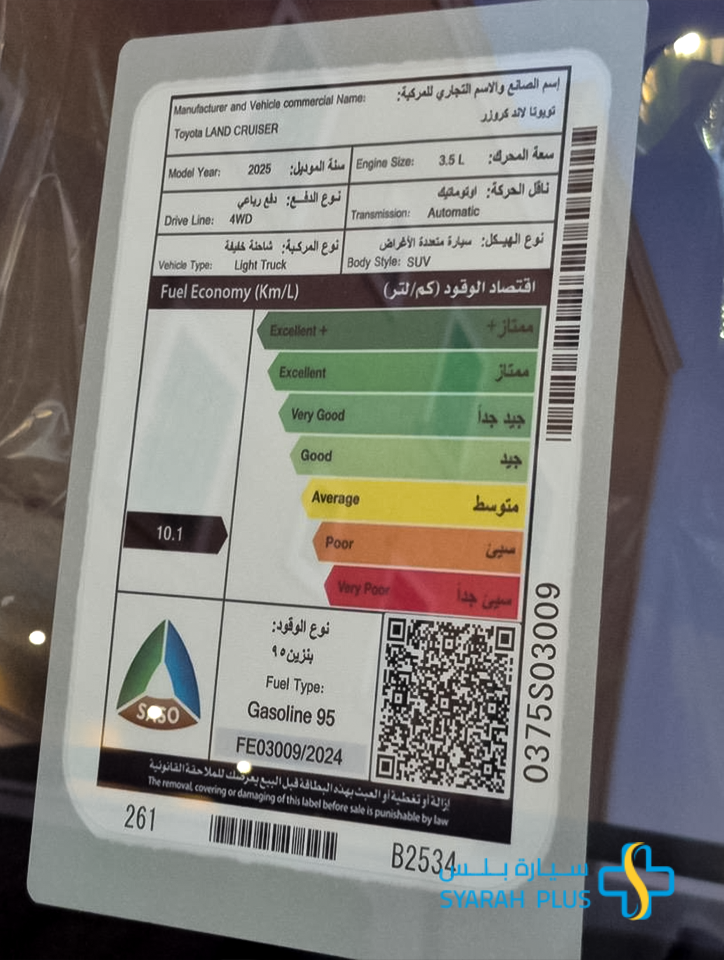 إسم الصانع والاسم التجاري للمركبة:
Manufacturer and Vehicle commercial Name:
تويوتا لاند كروزر
Toyota LAND CRUISER
Model Year: 2025 سنة الموديل:
Engine Size: 3.5 L سعة المحرك:
نوع الدفع: دفع رباعي
Drive Line: 4WD
ناقل الحركة: اوتوماتيك
Transmission: Automatic
نوع المركبة: شاحنة خفيفة
Vehicle Type: Light Truck
نوع الهيكل: سيارة متعددة الأغراض
Body Style: SUV
Fuel Economy (Km/L) اقتصاد الوقود (كم/لتر)
Excellent + ممتاز +
Excellent ممتاز
Very Good جيد جداً
Good جيد
Average متوسط
10.1
Poor سيئ
Very Poor سيئ جداً
SASO
نوع الوقود:
بنزين ٩٥
Fuel Type:
Gasoline 95
FE03009/2024
0375S03009
إزالة أو تغطية أو العبث بهذه البطاقة قبل البيع يعرضك للملاحقة القانونية
The removal, covering or damaging of this label before sale is punishable by law
261
B2534
سيارة بلس
SYARAH PLUS